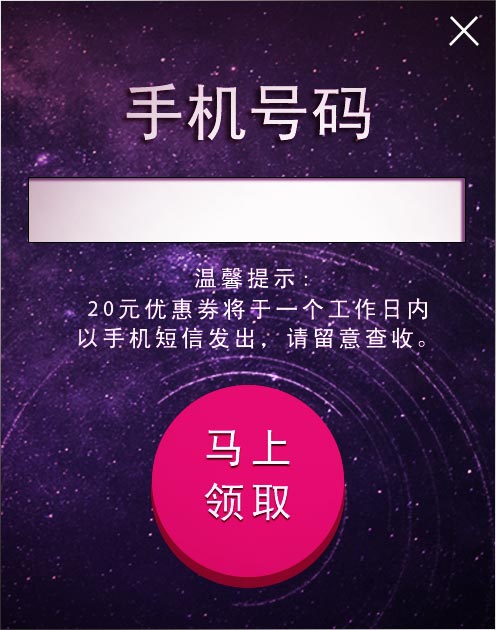 手机号码
温馨提示：
20元优惠券将于一个工作日内
以手机短信发出，请留意查收。
马上
领取